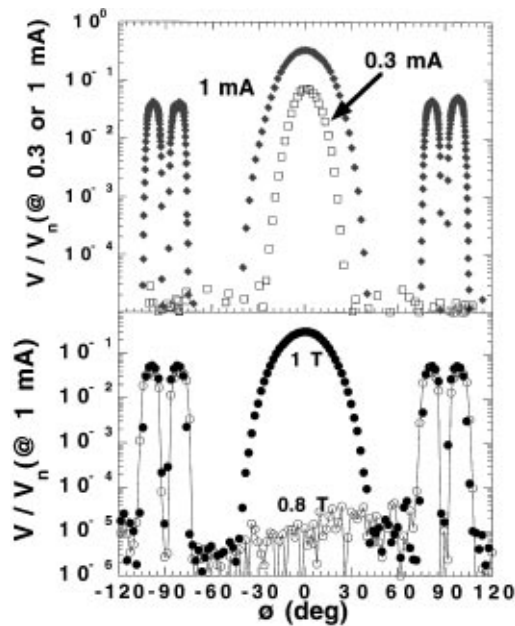 V / V_n (@ 0.3 or 1 mA)
10^0
10^-1
10^-2
10^-3
10^-4
1 mA
0.3 mA
V / V_n (@ 1 mA)
10^-1
10^-2
10^-3
10^-4
10^-5
10^-6
1 T
0.8 T
-120 -90 -60 -30 0 30 60 90 120
ø (deg)